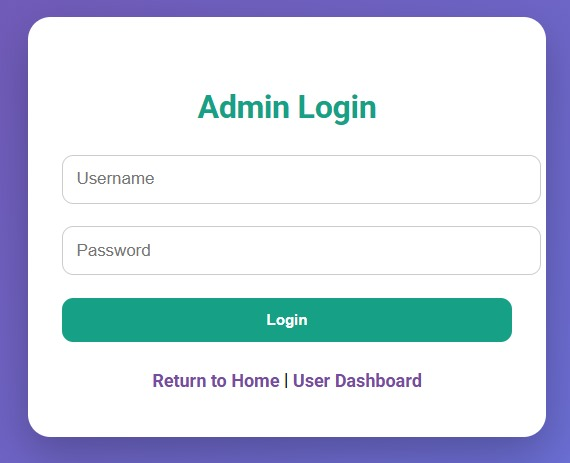 Admin Login
Username
Password
Login
Return to Home | User Dashboard